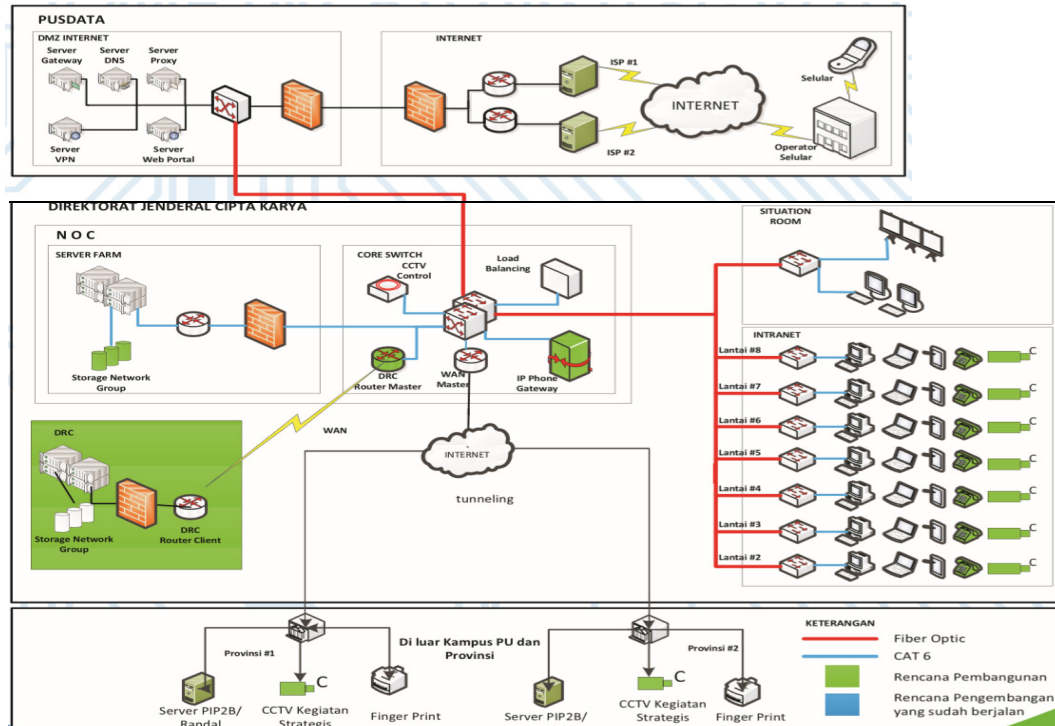 PUSDATA
DMZ INTERNET
Server
Gateway
Server
DNS
Server
Proxy
Server
VPN
Server
Web Portal
INTERNET
ISP #1
ISP #2
INTERNET
Selular
Operator
Selular
DIREKTORAT JENDERAL CIPTA KARYA
N O C
SERVER FARM
Storage Network
Group
CORE SWITCH
CCTV
Control
Load
Balancing
DRC
Router Master
WAN
Master
IP Phone
Gateway
WAN
DRC
Storage Network
Group
DRC
Router Client
INTERNET
tunneling
SITUATION
ROOM
INTRANET
Lantai #8
C
Lantai #7
C
Lantai #6
C
Lantai #5
C
Lantai #4
C
Lantai #3
C
Lantai #2
C
Di luar Kampus PU dan
Provinsi
Provinsi #1
Server PIP2B/
Randal
C
CCTV Kegiatan
Strategis
Finger Print
Provinsi #2
Server PIP2B/
C
CCTV Kegiatan
Strategis
Finger Print
KETERANGAN
Fiber Optic
CAT 6
Rencana Pembangunan
Rencana Pengembangan
yang sudah berjalan